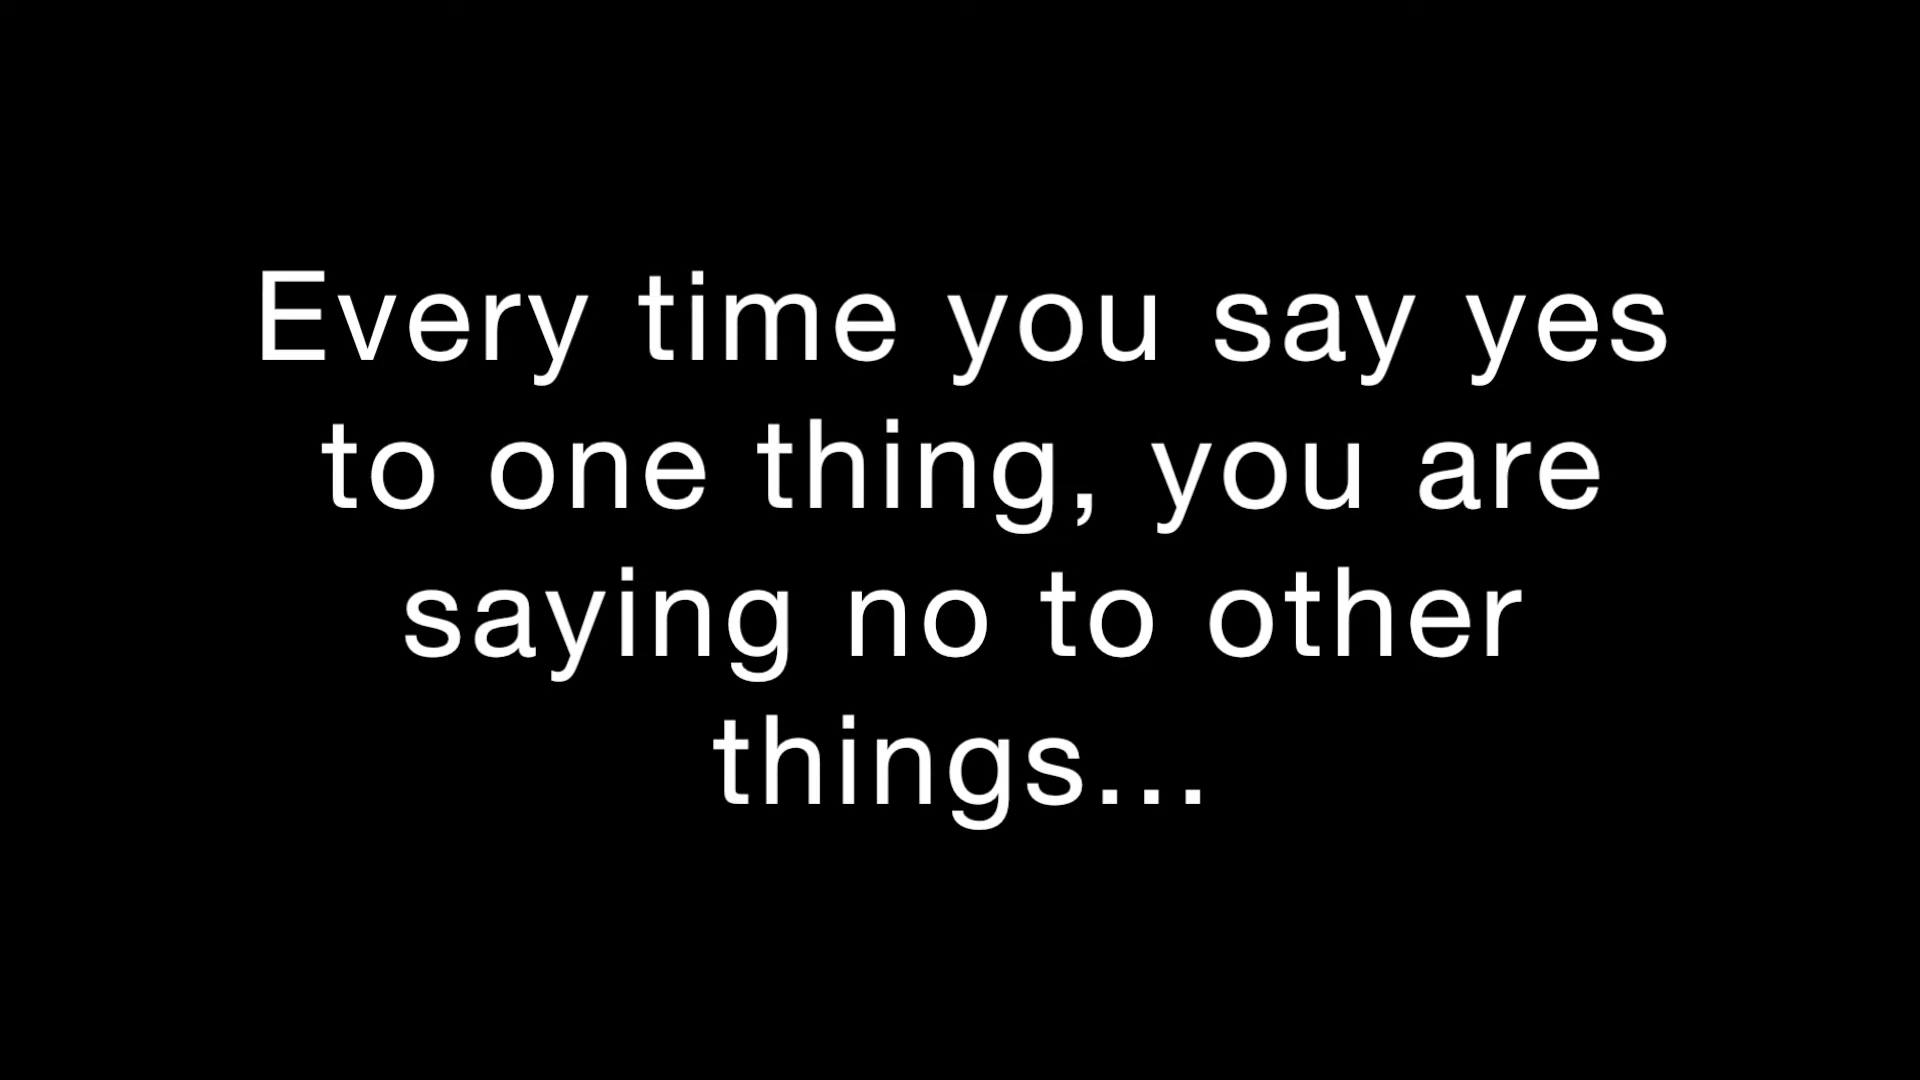 Every time you say yes
to one thing, you are
saying no to other
things...